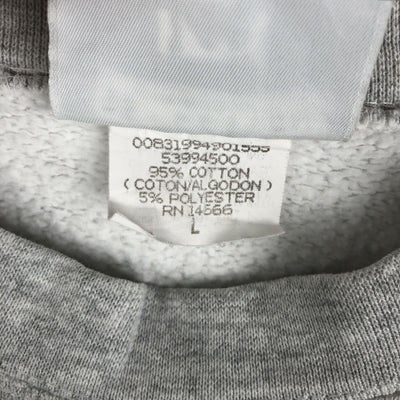 00831994901555
53994500
95% COTTON
(COTON/ALGODON)
5% POLYESTER
RN 14566
L